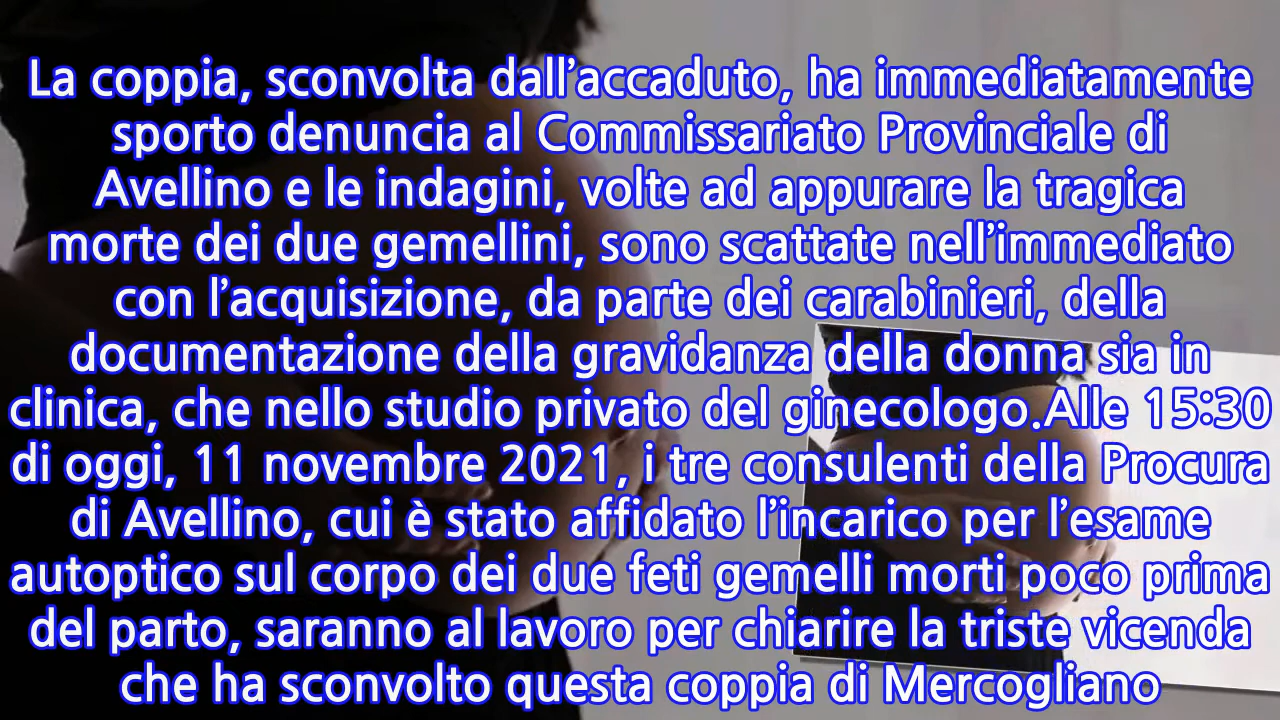 La coppia, sconvolta dall'accaduto, ha immediatamente
sporto denuncia al Commissariato Provinciale di
Avellino e le indagini, volte ad appurare la tragica
morte dei due gemellini, sono scattate nell'immediato
con l'acquisizione, da parte dei carabinieri, della
documentazione della gravidanza della donna sia in
clinica, che nello studio privato del ginecologo.Alle 15:30
di oggi, 11 novembre 2021, i tre consulenti della Procura
di Avellino, cui è stato affidato l'incarico per l'esame
autoptico sul corpo dei due feti gemelli morti poco prima
del parto, saranno al lavoro per chiarire la triste vicenda
che ha sconvolto questa coppia di Mercogliano